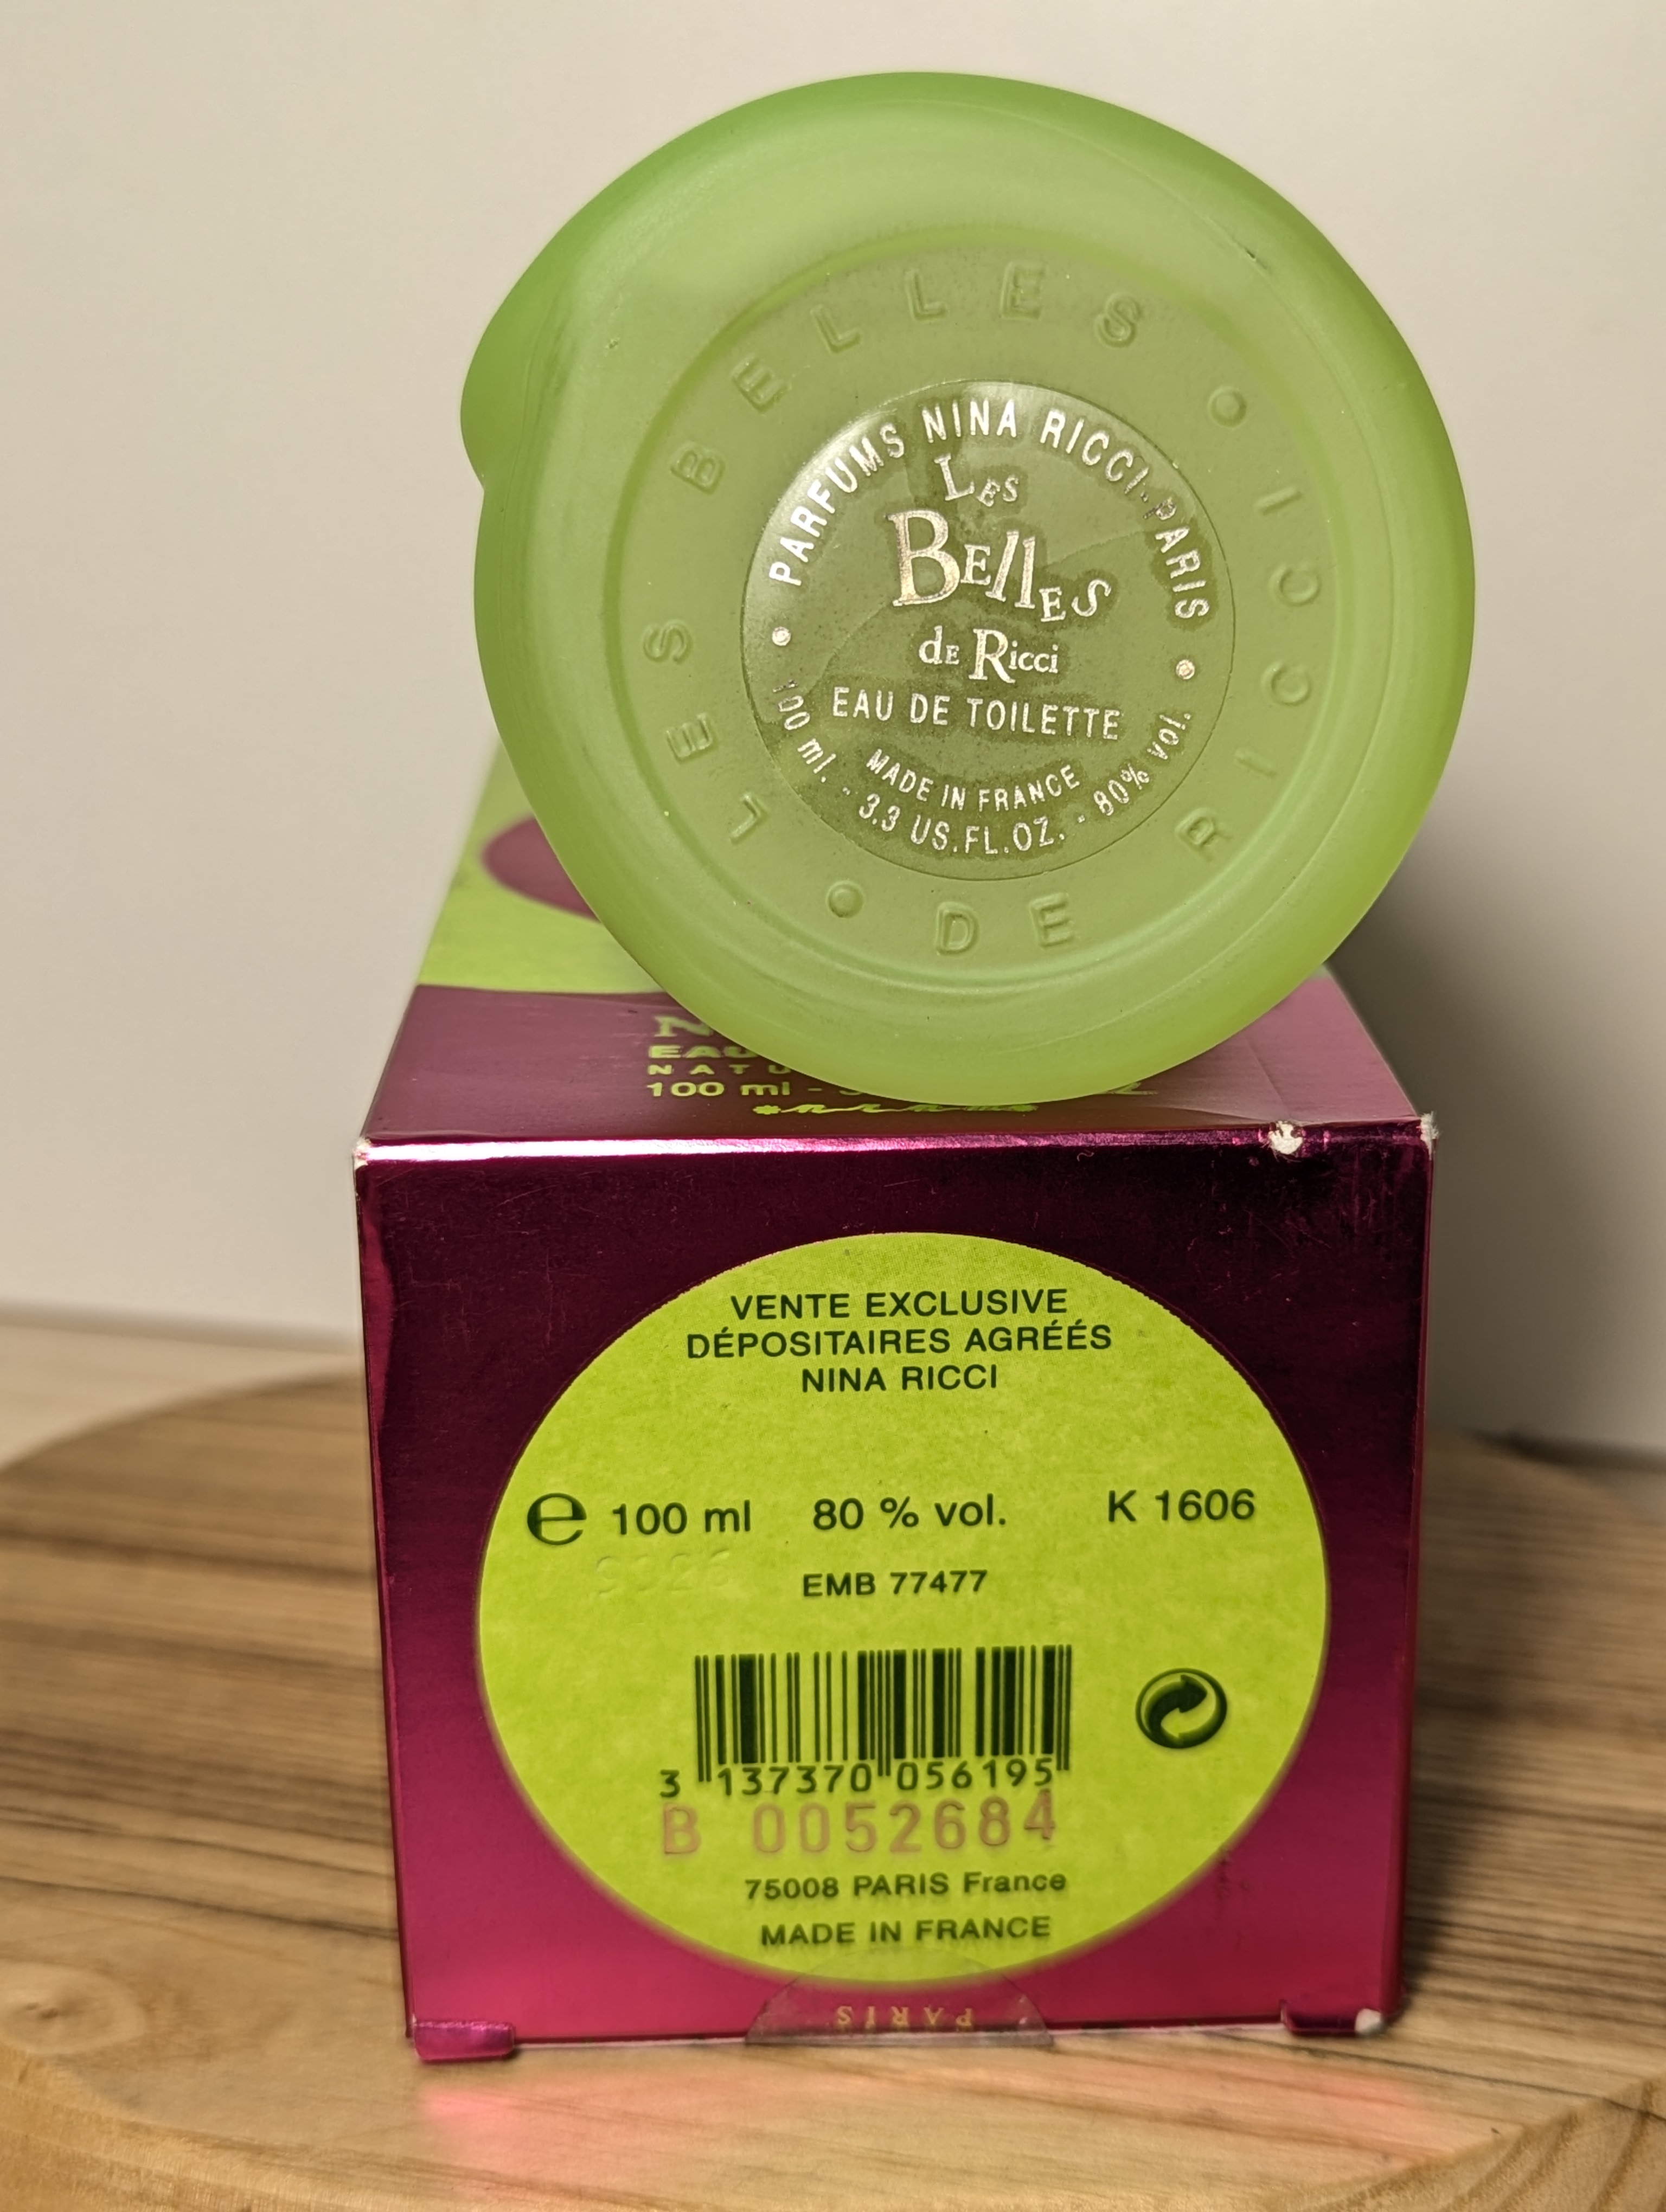 LES BELLES • DE RICCI •
PARFUMS NINA RICCI-PARIS
LES
BEllES
dE Ricci
EAU DE TOILETTE
MADE IN FRANCE
100 ml. - 3.3 US.FL.OZ. - 80% vol.
100 ml -
VENTE EXCLUSIVE
DÉPOSITAIRES AGRÉÉS
NINA RICCI
e 100 ml 80 % vol. K 1606
EMB 77477
3 137370 056195
B 0052684
75008 PARIS France
MADE IN FRANCE
PARIS